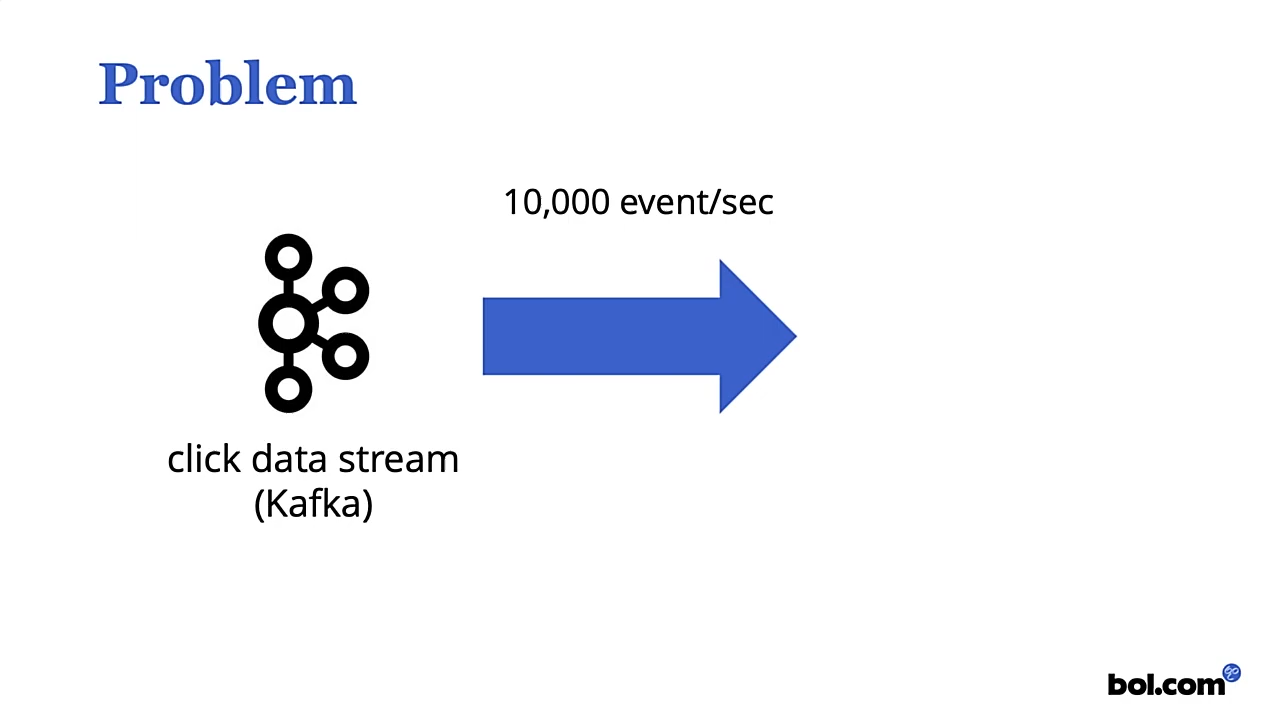 Problem
10,000 event/sec
click data stream
(Kafka)
bol.com